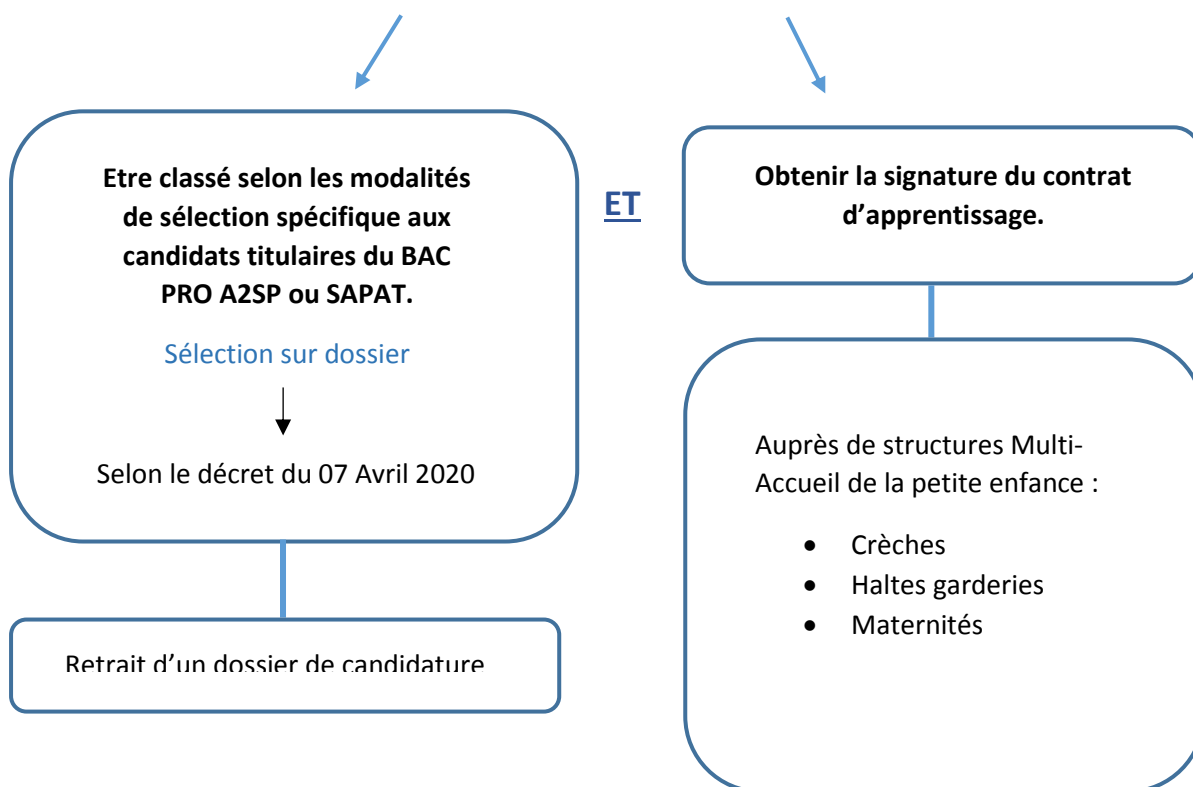 Etre classé selon les modalités
de sélection spécifique aux
candidats titulaires du BAC
PRO A2SP ou SAPAT.
Sélection sur dossier
Selon le décret du 07 Avril 2020
Retrait d’un dossier de candidature
ET
Obtenir la signature du contrat
d’apprentissage.
Auprès de structures Multi-
Accueil de la petite enfance :
• Crèches
• Haltes garderies
• Maternités